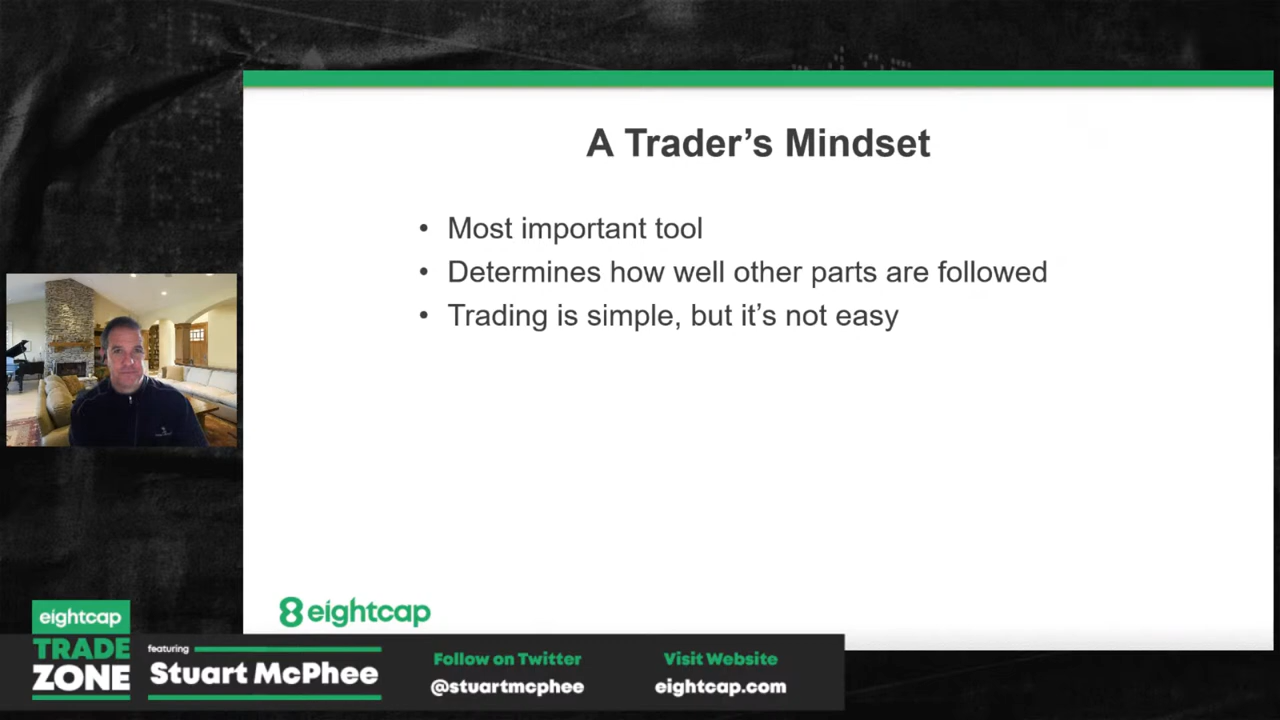 A Trader’s Mindset
• Most important tool
• Determines how well other parts are followed
• Trading is simple, but it’s not easy
8 eightcap
eightcap
TRADE
ZONE
featuring
Stuart McPhee
Follow on Twitter
@stuartmcphee
Visit Website
eightcap.com